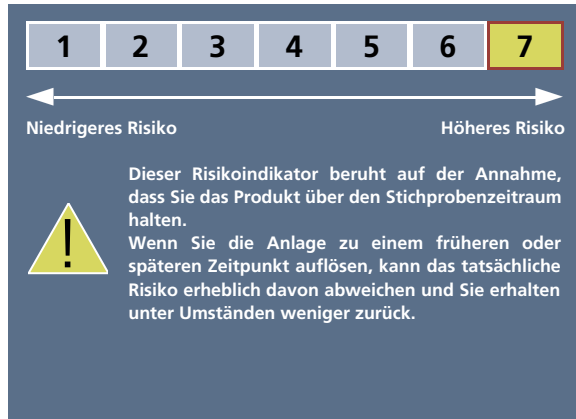 1 2 3 4 5 6 7
Niedrigeres Risiko Höheres Risiko
Dieser Risikoindikator beruht auf der Annahme,
dass Sie das Produkt über den Stichprobenzeitraum
halten.
Wenn Sie die Anlage zu einem früheren oder
späteren Zeitpunkt auflösen, kann das tatsächliche
Risiko erheblich davon abweichen und Sie erhalten
unter Umständen weniger zurück.
!